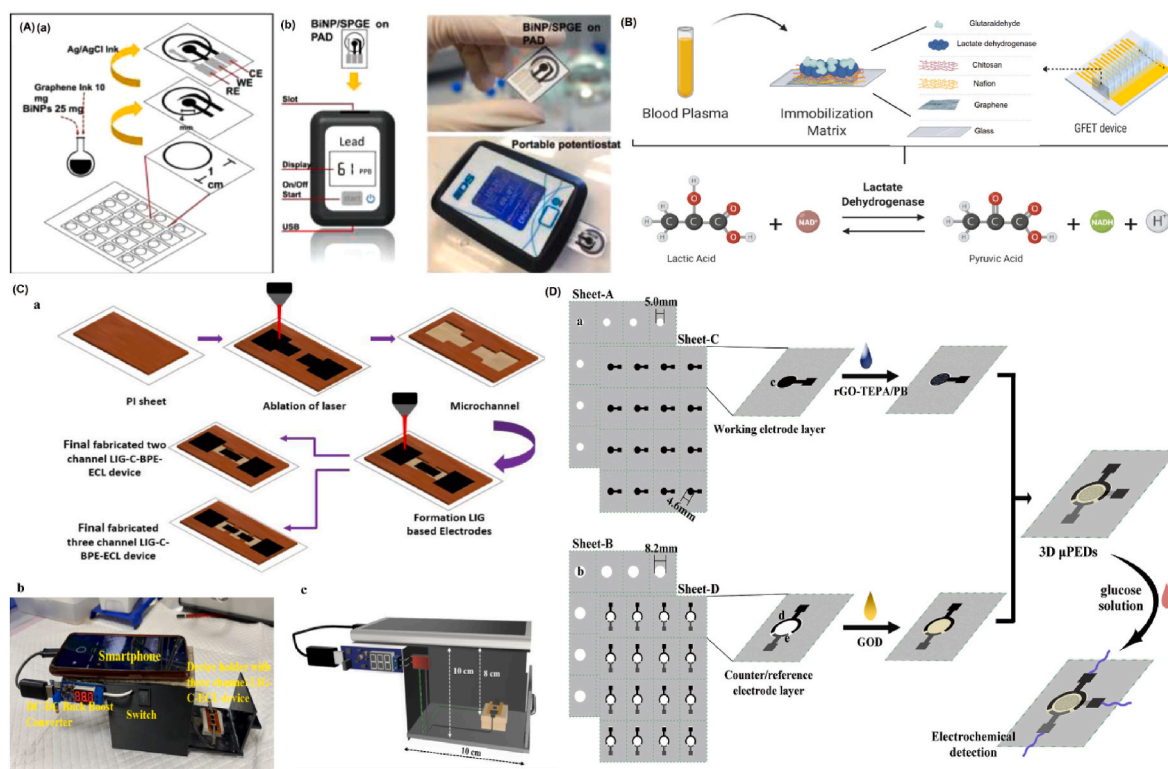 (A) (a)
Ag/AgCl Ink
Graphene Ink 10
mg
BiNPs 25 mg
CE
WE
RE
4
mm
1
cm
(b)
BiNP/SPGE on
PAD
Slot
Lead
Display
61 PPB
On/Off
Start
START
USB
BiNP/SPGE on
PAD
Portable potentiostat
(B)
Blood Plasma
Immobilization
Matrix
Glutaraldehyde
Lactate dehydrogenase
Chitosan
Nafion
Graphene
Glass
GFET device
H
O
H
H
H
C
C
C
O
O
H
H
H
Lactic Acid
+
NAD⁺
Lactate
Dehydrogenase
H
O
H
C
C
C
O
O
H
H
Pyruvic Acid
+
NADH
+
H⁺
(C)
a
PI sheet
Ablation of laser
Microchannel
Final fabricated two
channel LIG-C-BPE-
ECL device
Formation LIG
based Electrodes
Final fabricated
three channel LIG-C-
BPE-ECL device
b
Smartphone
Device holder with
three channel LIG-
C-ECL device
DC-DC Buck Boost
Converter
Switch
c
10 cm
8 cm
10 cm
(D)
Sheet-A
5.0mm
a
Sheet-C
c
rGO-TEPA/PB
Working eletrode layer
4.6mm
Sheet-B
8.2mm
b
Sheet-D
d
e
GOD
Counter/reference
electrode layer
3D μPEDs
glucose
solution
Electrochemical
detection